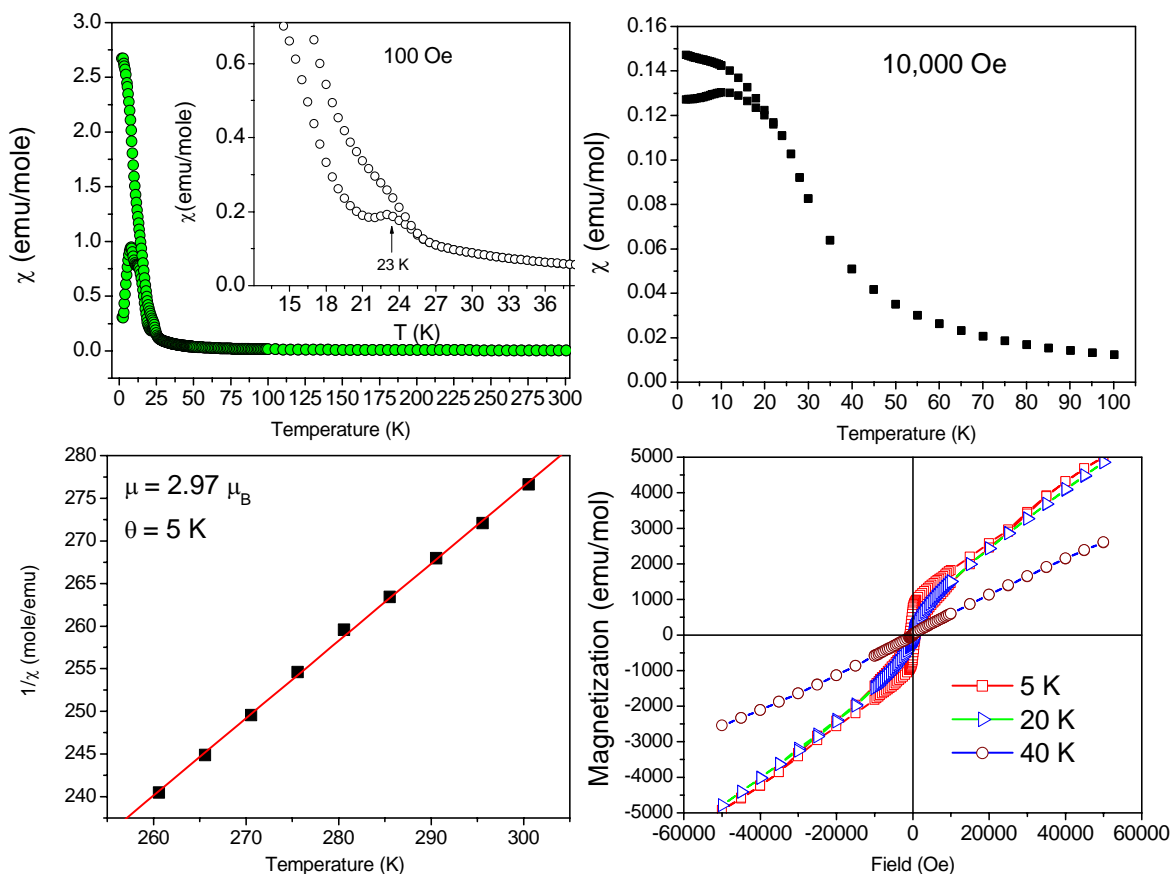 3.0
2.5
2.0
1.5
1.0
0.5
0.0
χ (emu/mole)
0 25 50 75 100 125 150 175 200 225 250 275 300
Temperature (K)
100 Oe
0.6
0.4
0.2
0.0
χ(emu/mole)
23 K
15 18 21 24 27 30 33 36
T (K)
0.16
0.14
0.12
0.10
0.08
0.06
0.04
0.02
0.00
χ (emu/mol)
10,000 Oe
0 10 20 30 40 50 60 70 80 90 100
Temperature (K)
280
275
270
265
260
255
250
245
240
1/χ (mole/emu)
μ = 2.97 μB
θ = 5 K
260 270 280 290 300
Temperature (K)
5000
4000
3000
2000
1000
0
-1000
-2000
-3000
-4000
-5000
Magnetization (emu/mol)
5 K
20 K
40 K
-60000 -40000 -20000 0 20000 40000 60000
Field (Oe)